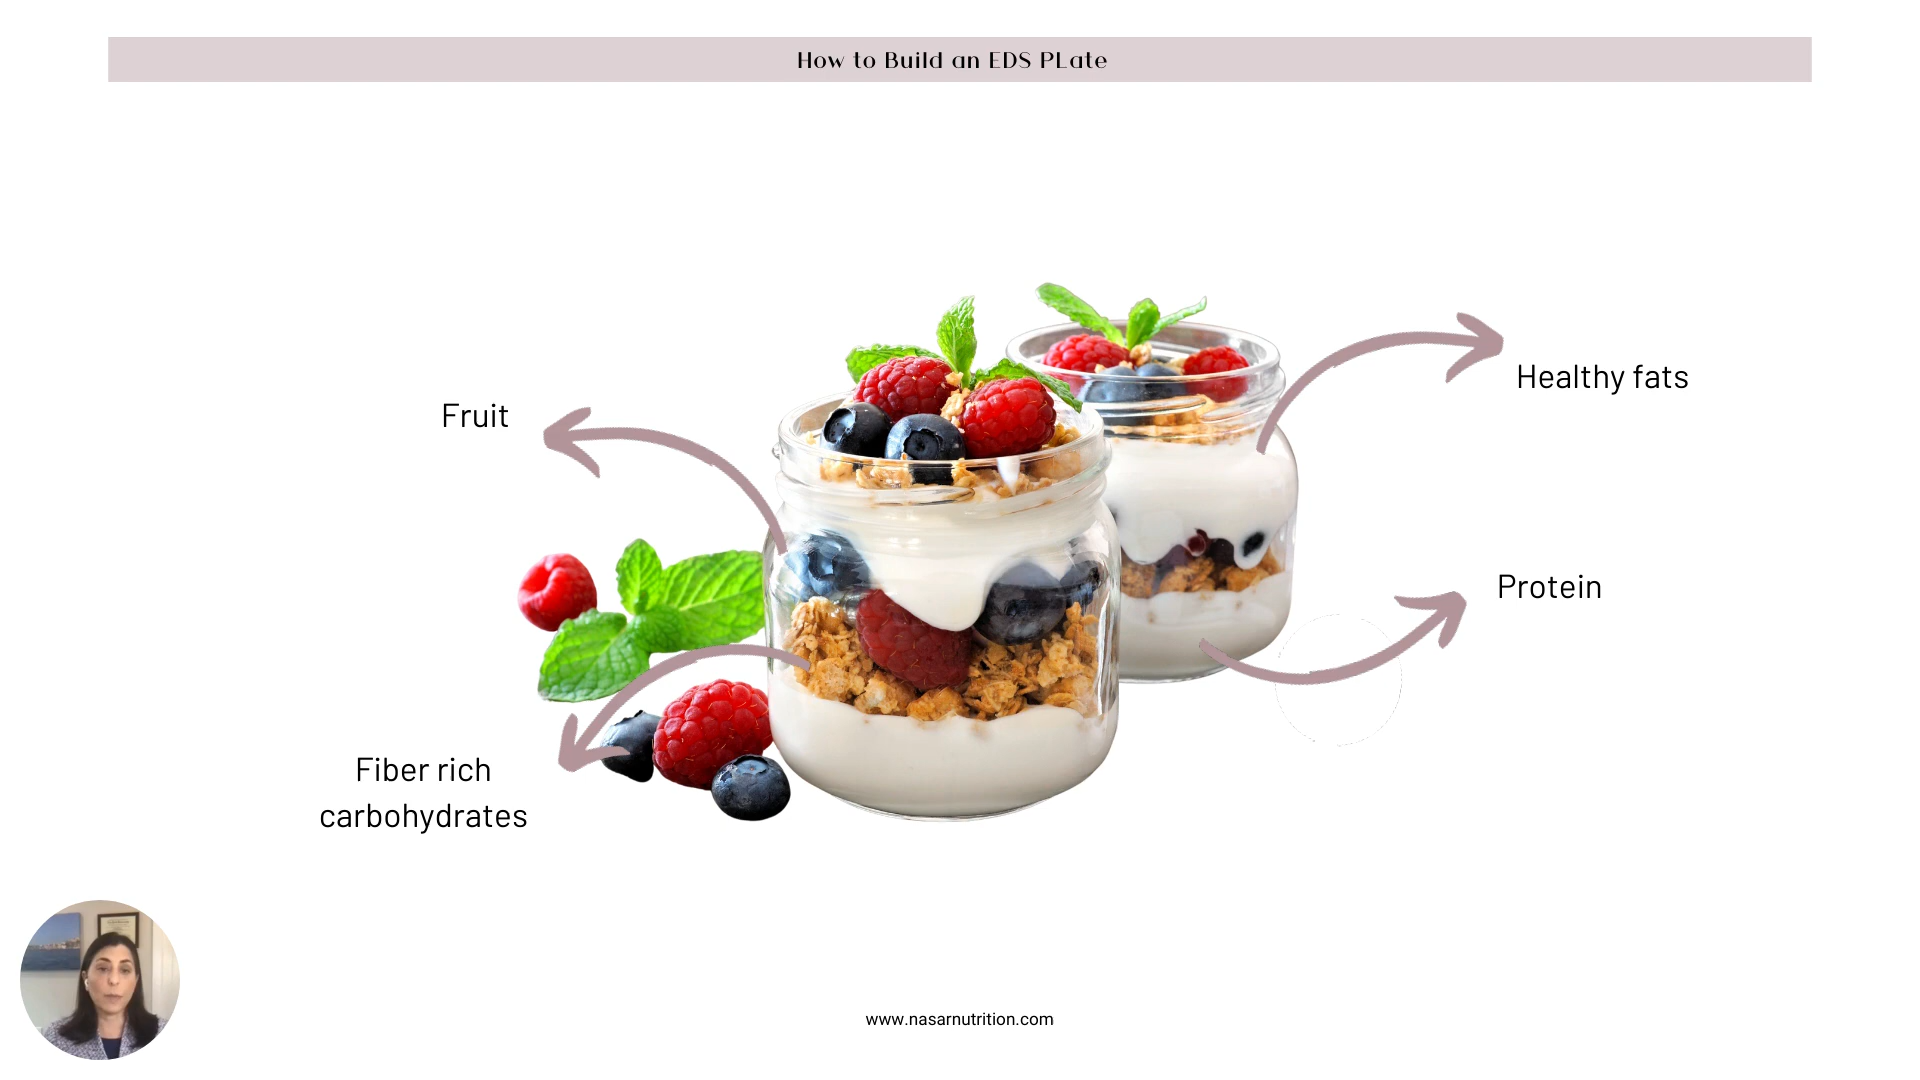 How to Build an EDS PLate
Healthy fats
Fruit
Protein
Fiber rich
carbohydrates
www.nasarnutrition.com